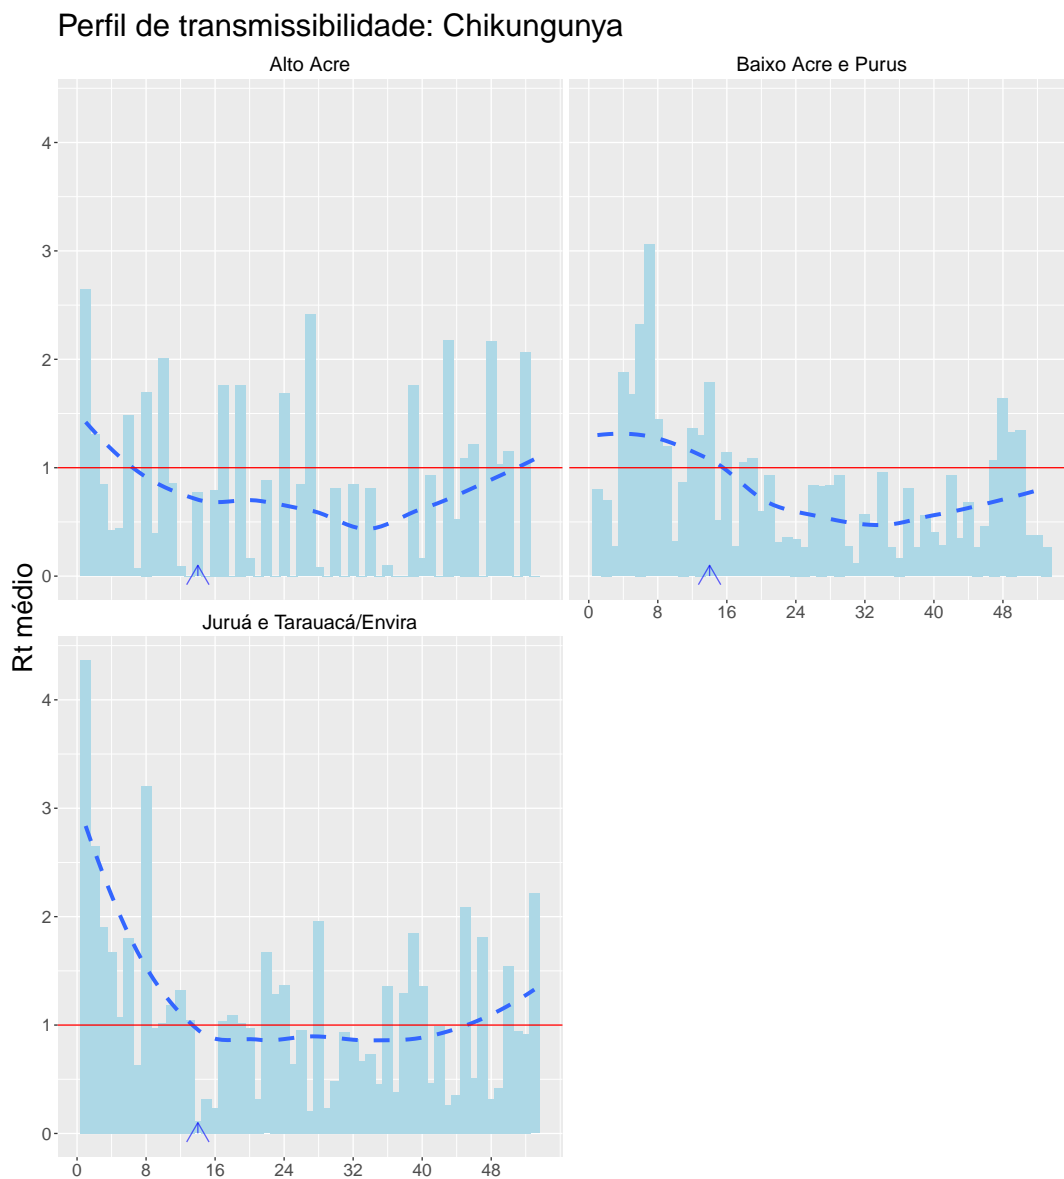 Perfil de transmissibilidade: Chikungunya
Alto Acre
Baixo Acre e Purus
4
3
2
1
0
0 8 16 24 32 40 48
Rt médio
Juruá e Tarauacá/Envira
4
3
2
1
0
0 8 16 24 32 40 48